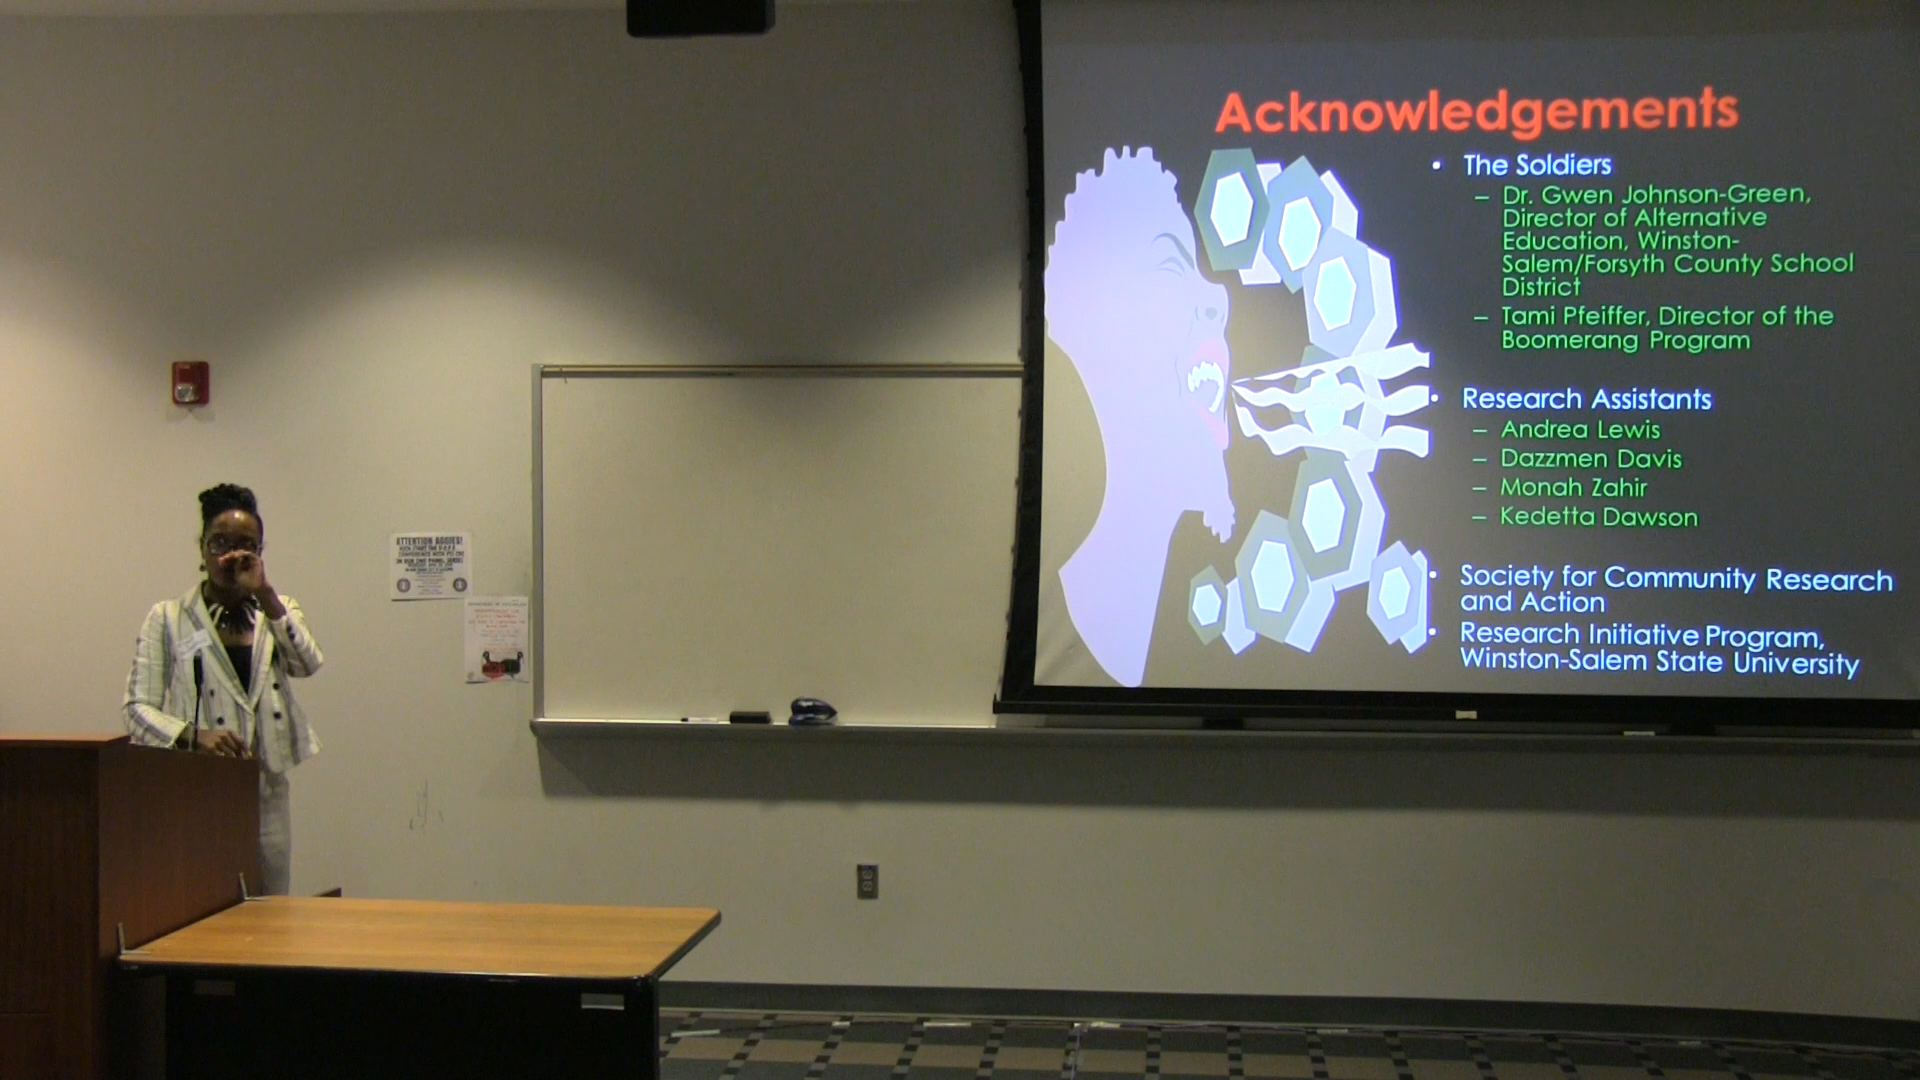 Acknowledgements
• The Soldiers
– Dr. Gwen Johnson-Green,
Director of Alternative
Education, Winston-
Salem/Forsyth County School
District
– Tami Pfeiffer, Director of the
Boomerang Program
• Research Assistants
– Andrea Lewis
– Dazzmen Davis
– Monah Zahir
– Kedetta Dawson
• Society for Community Research
and Action
• Research Initiative Program,
Winston-Salem State University
ATTENTION AGGIES!